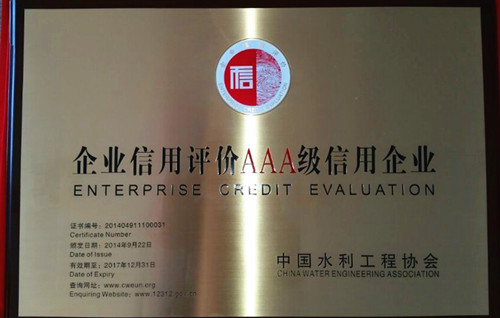 信
企业信用评价AAA级信用企业
ENTERPRISE CREDIT EVALUATION
证书编号：201404911100031
Certificate Number
颁发日期：2014年9月22日
Date of Issue
有效期至：2017年12月31日
Date of Expiry
查询网址：www.cweun.org
Enquiring Website: www.12312.gov.cn
中国水利工程协会
CHINA WATER ENGINEERING ASSOCIATION